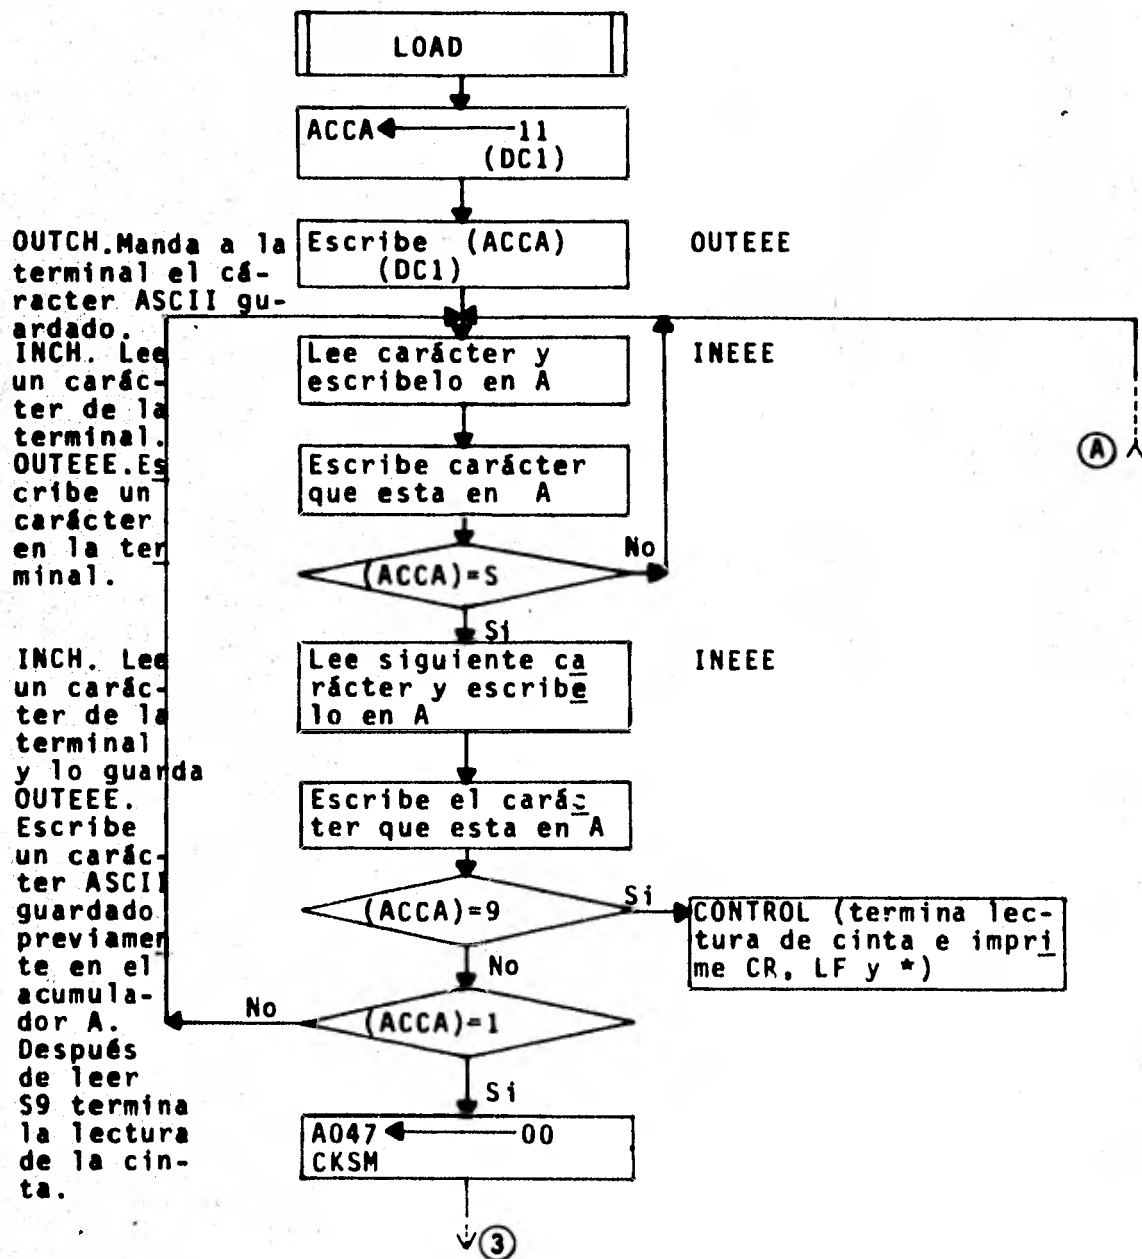 LOAD
ACCA 11
(DC1)
OUTCH.Manda a la
terminal el cá-
racter ASCII gu-
ardado.
Escribe (ACCA)
(DC1)
OUTEEE
INCH. Lee
un carác-
ter de la
terminal.
Lee carácter y
escribelo en A
INEEE
OUTEEE.Es
cribe un
carácter
en la ter
minal.
Escribe carácter
que esta en A
A
(ACCA)=S
No
Si
INCH. Lee
un carác-
ter de la
terminal
y lo guarda
Lee siguiente ca
rácter y escribe
lo en A
INEEE
OUTEEE.
Escribe
un carác-
ter ASCII
guardado
previamen
te en el
acumula-
dor A.
Después
de leer
S9 termina
la lectura
de la cin-
ta.
Escribe el carác
ter que esta en A
(ACCA)=9
Si
CONTROL (termina lec-
tura de cinta e impri
me CR, LF y *)
No
(ACCA)=1
No
Si
A047 00
CKSM
3